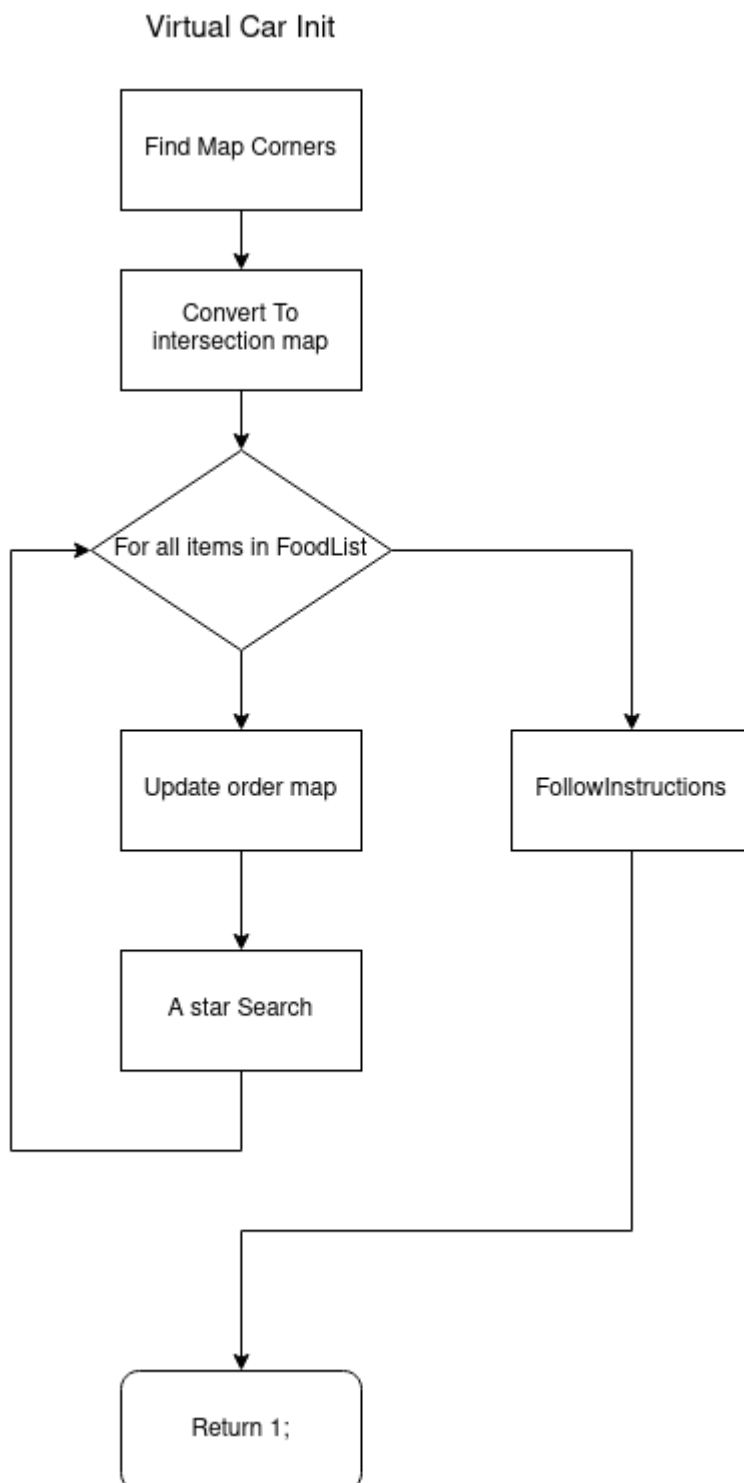 Virtual Car Init
Find Map Corners
Convert To
intersection map
For all items in FoodList
Update order map
FollowInstructions
A star Search
Return 1;